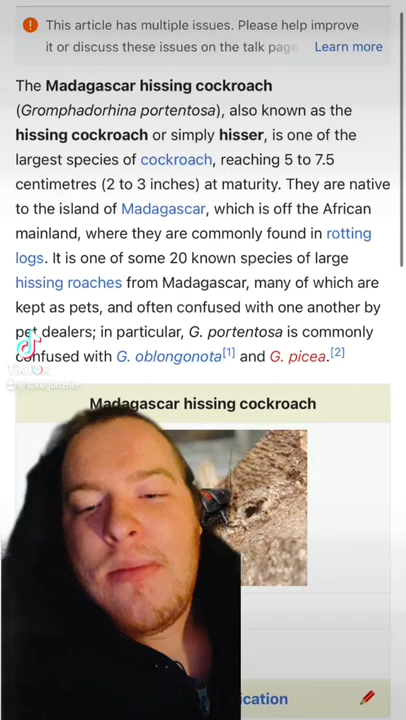 This article has multiple issues. Please help improve
it or discuss these issues on the talk page
Learn more
The Madagascar hissing cockroach
(Gromphadorhina portentosa), also known as the
hissing cockroach or simply hisser, is one of the
largest species of cockroach, reaching 5 to 7.5
centimetres (2 to 3 inches) at maturity. They are native
to the island of Madagascar, which is off the African
mainland, where they are commonly found in rotting
logs. It is one of some 20 known species of large
hissing roaches from Madagascar, many of which are
kept as pets, and often confused with one another by
pet dealers; in particular, G. portentosa is commonly
confused with G. oblongonota[1] and G. picea.[2]
TikTok
Madagascar hissing cockroach
ication